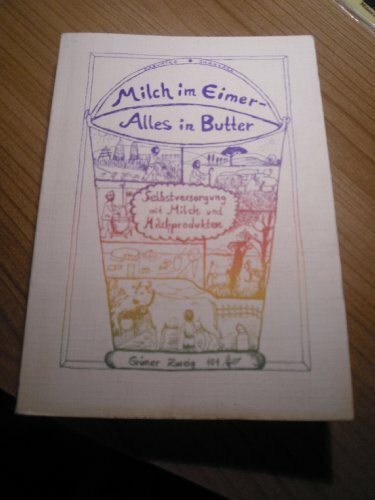 Milch im Eimer-
Alles in Butter
Selbstversorgung
mit Milch und
Milchprodukten
Grüner Zweig 101